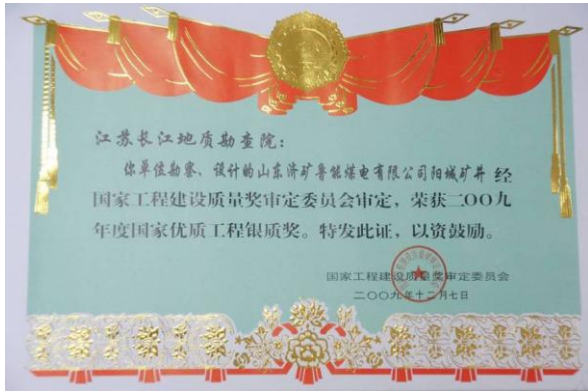 江苏长江地质勘查院：
你单位勘察、设计的山东济矿鲁能煤电有限公司阳城矿井 经
国家工程建设质量奖审定委员会审定，荣获二〇〇九
年度国家优质工程银质奖。特发此证，以资鼓励。
国家工程建设质量奖审定委员会
二〇〇九年十二月七日